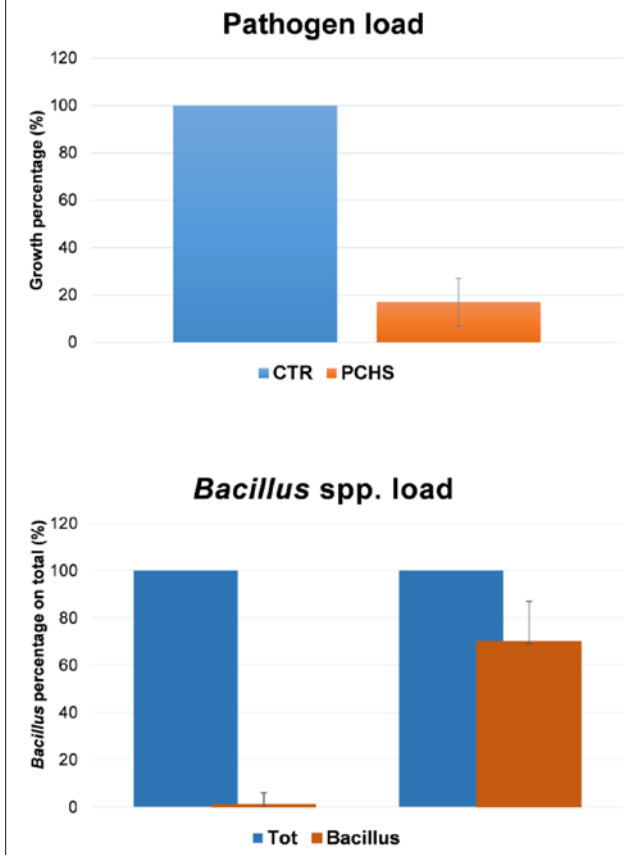 Pathogen load
Growth percentage (%)
120
100
80
60
40
20
0
CTR PCHS
Bacillus spp. load
Bacillus percentage on total (%)
120
100
80
60
40
20
0
Tot Bacillus